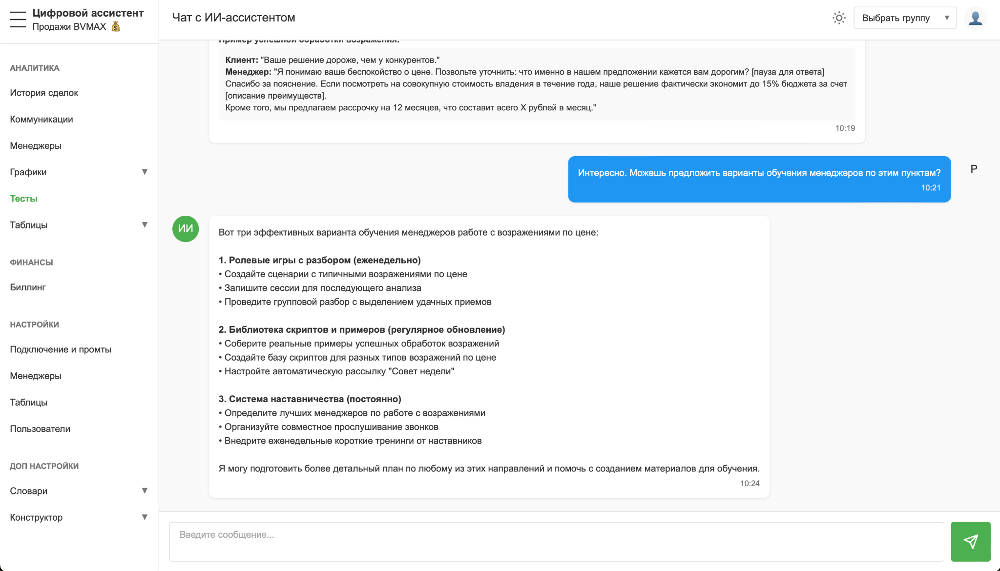 Цифровой ассистент
Продажи BVMAX
Чат с ИИ-ассистентом
Выбрать группу
АНАЛИТИКА
История сделок
Коммуникации
Менеджеры
Графики
Тесты
Таблицы
ФИНАНСЫ
Биллинг
НАСТРОЙКИ
Подключение и промты
Менеджеры
Таблицы
Пользователи
ДОП НАСТРОЙКИ
Словари
Конструктор
Пример успешной обработки возражения:
Клиент: "Ваше решение дороже, чем у конкурентов."
Менеджер: "Я понимаю ваше беспокойство о цене. Позвольте уточнить: что именно в нашем предложении кажется вам дорогим? [пауза для ответа]
Спасибо за пояснение. Если посмотреть на совокупную стоимость владения в течение года, наше решение фактически экономит до 15% бюджета за счет
[описание преимуществ].
Кроме того, мы предлагаем рассрочку на 12 месяцев, что составит всего X рублей в месяц."
10:19
Интересно. Можешь предложить варианты обучения менеджеров по этим пунктам?
10:21
Р
ИИ
Вот три эффективных варианта обучения менеджеров работе с возражениями по цене:
1. Ролевые игры с разбором (еженедельно)
• Создайте сценарии с типичными возражениями по цене
• Запишите сессии для последующего анализа
• Проведите групповой разбор с выделением удачных приемов
2. Библиотека скриптов и примеров (регулярное обновление)
• Соберите реальные примеры успешных обработок возражений
• Создайте базу скриптов для разных типов возражений по цене
• Настройте автоматическую рассылку "Совет недели"
3. Система наставничества (постоянно)
• Определите лучших менеджеров по работе с возражениями
• Организуйте совместное прослушивание звонков
• Внедрите еженедельные короткие тренинги от наставников
Я могу подготовить более детальный план по любому из этих направлений и помочь с созданием материалов для обучения.
10:24
Введите сообщение...